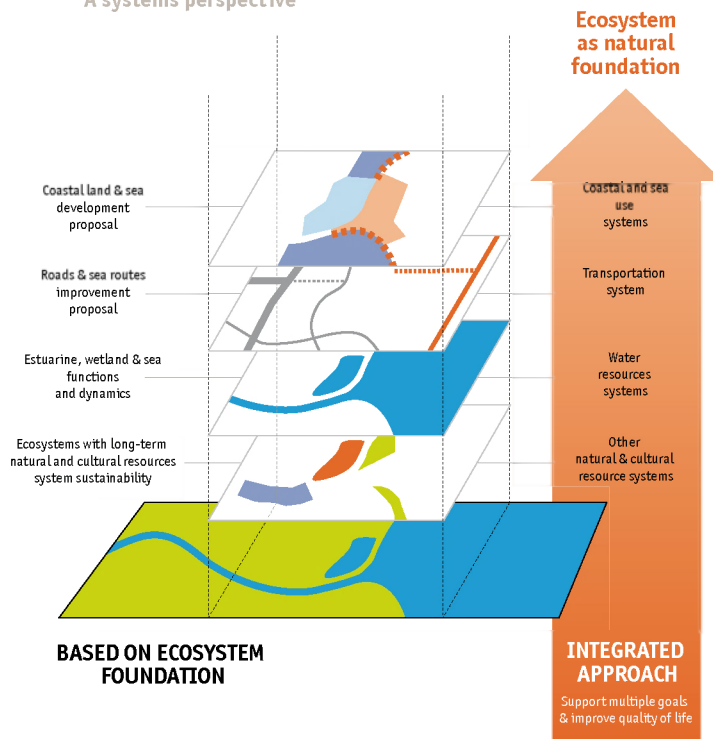 A systems perspective
Ecosystem
as natural
foundation
Coastal land & sea
development
proposal
Coastal and sea
use
systems
Roads & sea routes
improvement
proposal
Transportation
system
Estuarine, wetland & sea
functions
and dynamics
Water
resources
systems
Ecosystems with long-term
natural and cultural resources
system sustainability
Other
natural & cultural
resource systems
BASED ON ECOSYSTEM
FOUNDATION
INTEGRATED
APPROACH
Support multiple goals
& improve quality of life